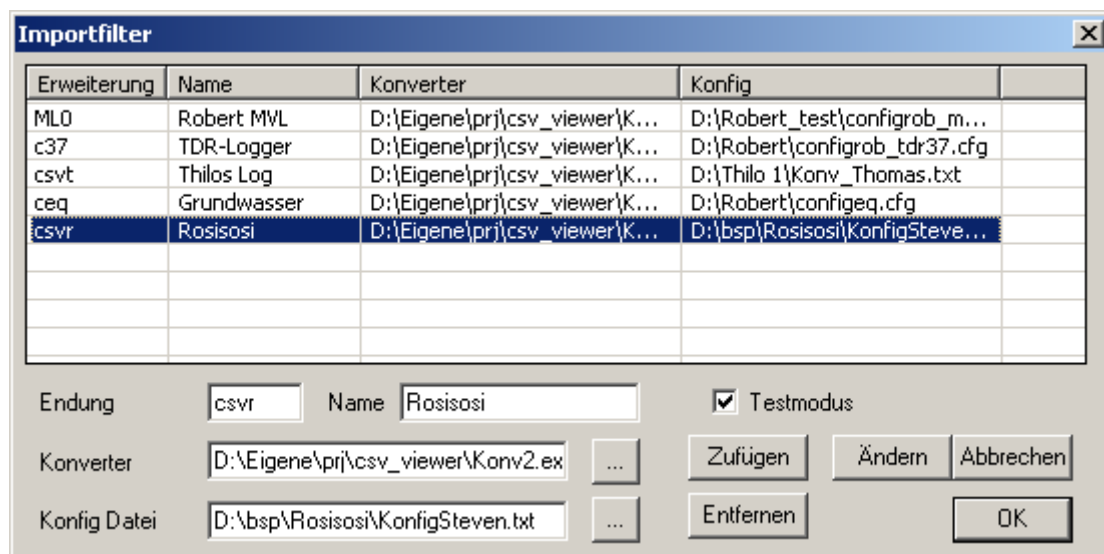 Importfilter
Erweiterung Name Konverter Konfig
ML0 Robert MVL D:\Eigene\prj\csv_viewer\K... D:\Robert_test\configrob_m...
c37 TDR-Logger D:\Eigene\prj\csv_viewer\K... D:\Robert\configrob_tdr37.cfg
csvt Thilos Log D:\Eigene\prj\csv_viewer\K... D:\Thilo 1\Konv_Thomas.txt
ceq Grundwasser D:\Eigene\prj\csv_viewer\K... D:\Robert\configeq.cfg
csvr Rosisosi D:\Eigene\prj\csv_viewer\K... D:\bsp\Rosisosi\KonfigSteve...
Endung csvr Name Rosisosi Testmodus
Konverter D:\Eigene\prj\csv_viewer\Konv2.ex ... Zufügen Ändern Abbrechen
Konfig Datei D:\bsp\Rosisosi\KonfigSteven.txt ... Entfernen OK